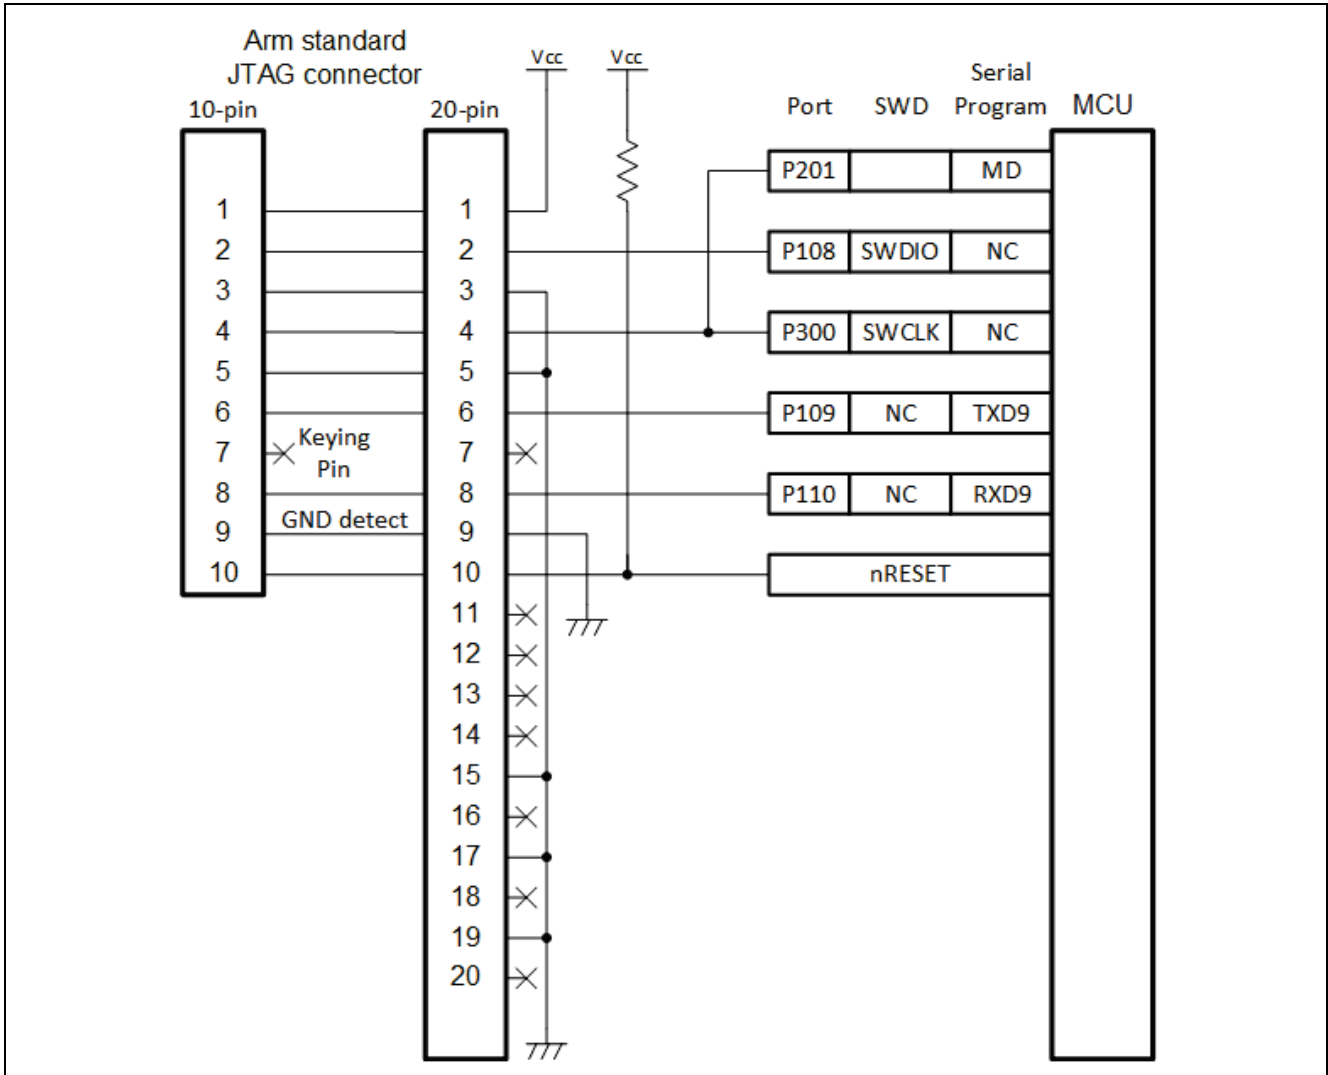 Arm standard
JTAG connector
10-pin
20-pin
Vcc
Vcc
Port
SWD
Serial
Program
MCU
P201
MD
1
1
2
2
P108
SWDIO
NC
3
3
4
4
P300
SWCLK
NC
5
5
6
6
P109
NC
TXD9
7
Keying
Pin
7
8
8
P110
NC
RXD9
GND detect
9
9
10
10
nRESET
11
12
13
14
15
16
17
18
19
20